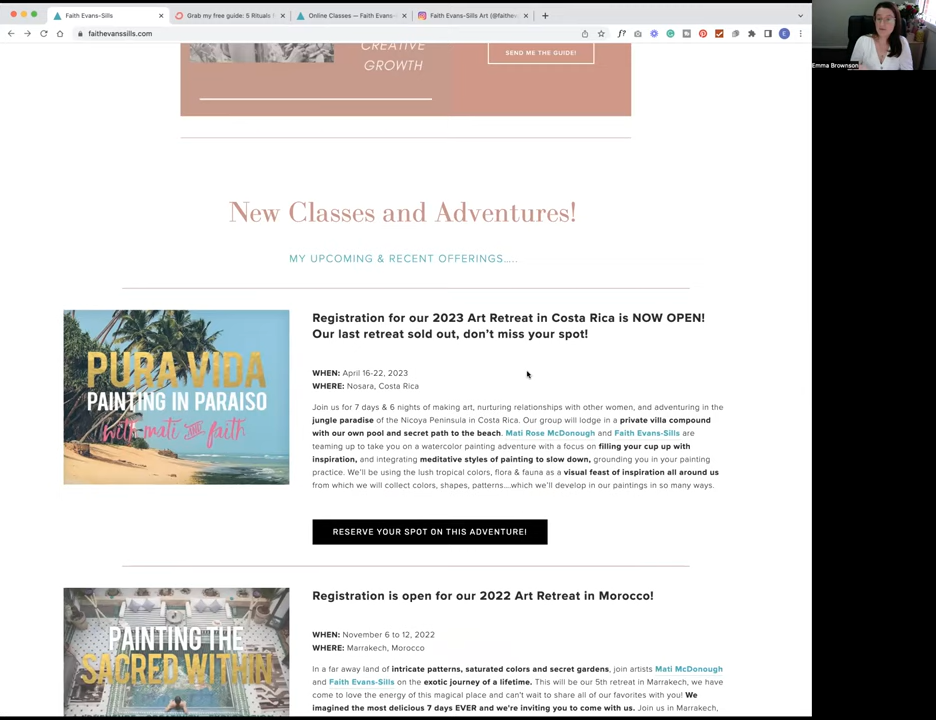 Faith Evans-Sills
Grab my free guide: 5 Rituals
Online Classes — Faith Evans-
Faith Evans-Sills Art (@faithev
faithevanssills.com
Emma Brownson
CREATIVE
GROWTH
SEND ME THE GUIDE!
New Classes and Adventures!
MY UPCOMING & RECENT OFFERINGS.....
PURA VIDA
PAINTING IN PARAISO
with mati and faith
Registration for our 2023 Art Retreat in Costa Rica is NOW OPEN!
Our last retreat sold out, don't miss your spot!
WHEN: April 16-22, 2023
WHERE: Nosara, Costa Rica
Join us for 7 days & 6 nights of making art, nurturing relationships with other women, and adventuring in the
jungle paradise of the Nicoya Peninsula in Costa Rica. Our group will lodge in a private villa compound
with our own pool and secret path to the beach. Mati Rose McDonough and Faith Evans-Sills are
teaming up to take you on a watercolor painting adventure with a focus on filling your cup up with
inspiration, and integrating meditative styles of painting to slow down, grounding you in your painting
practice. We'll be using the lush tropical colors, flora & fauna as a visual feast of inspiration all around us
from which we will collect colors, shapes, patterns....which we'll develop in our paintings in so many ways.
RESERVE YOUR SPOT ON THIS ADVENTURE!
PAINTING THE
SACRED WITHIN
Registration is open for our 2022 Art Retreat in Morocco!
WHEN: November 6 to 12, 2022
WHERE: Marrakech, Morocco
In a far away land of intricate patterns, saturated colors and secret gardens, join artists Mati McDonough
and Faith Evans-Sills on the exotic journey of a lifetime. This will be our 5th retreat in Marrakech, we have
come to love the energy of this magical place and can't wait to share all of our favorites with you! We
imagined the most delicious 7 days EVER and we're inviting you to come with us. Join us in Marrakech,